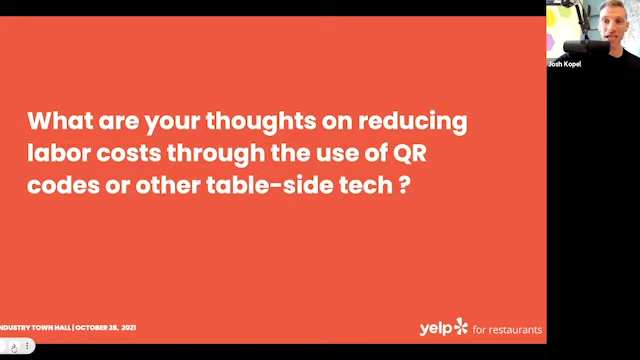 What are your thoughts on reducing
labor costs through the use of QR
codes or other table-side tech ?
Josh Kopel
NDUSTRY TOWN HALL | OCTOBER 28, 2021
yelp for restaurants